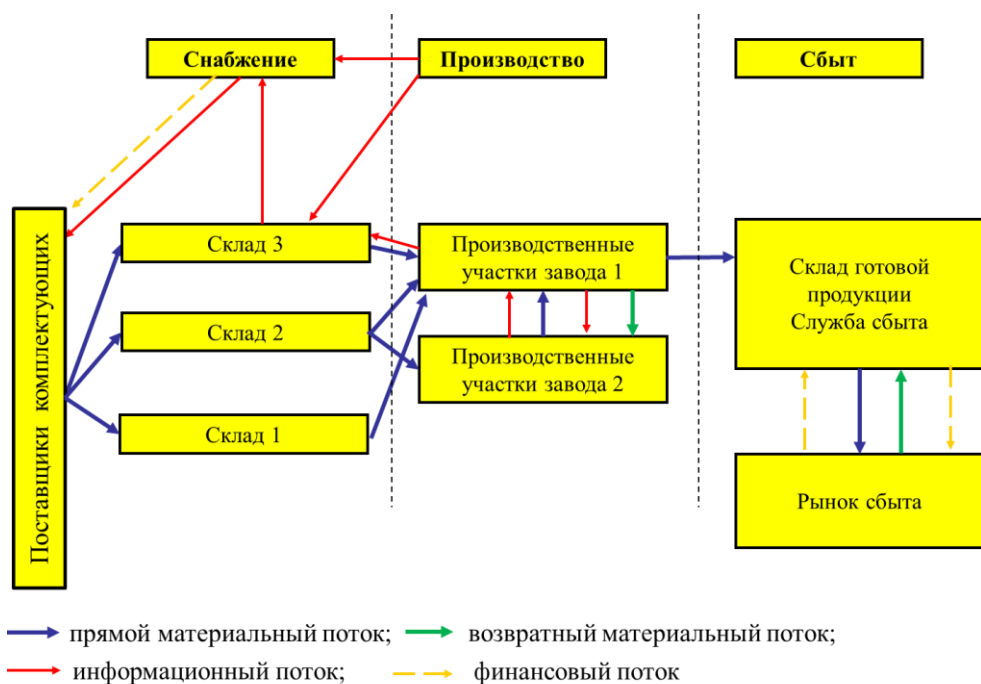 Снабжение
Производство
Сбыт
Поставщики комплектующих
Склад 3
Склад 2
Склад 1
Производственные
участки завода 1
Производственные
участки завода 2
Склад готовой
продукции
Служба сбыта
Рынок сбыта
прямой материальный поток;
возвратный материальный поток;
информационный поток;
финансовый поток